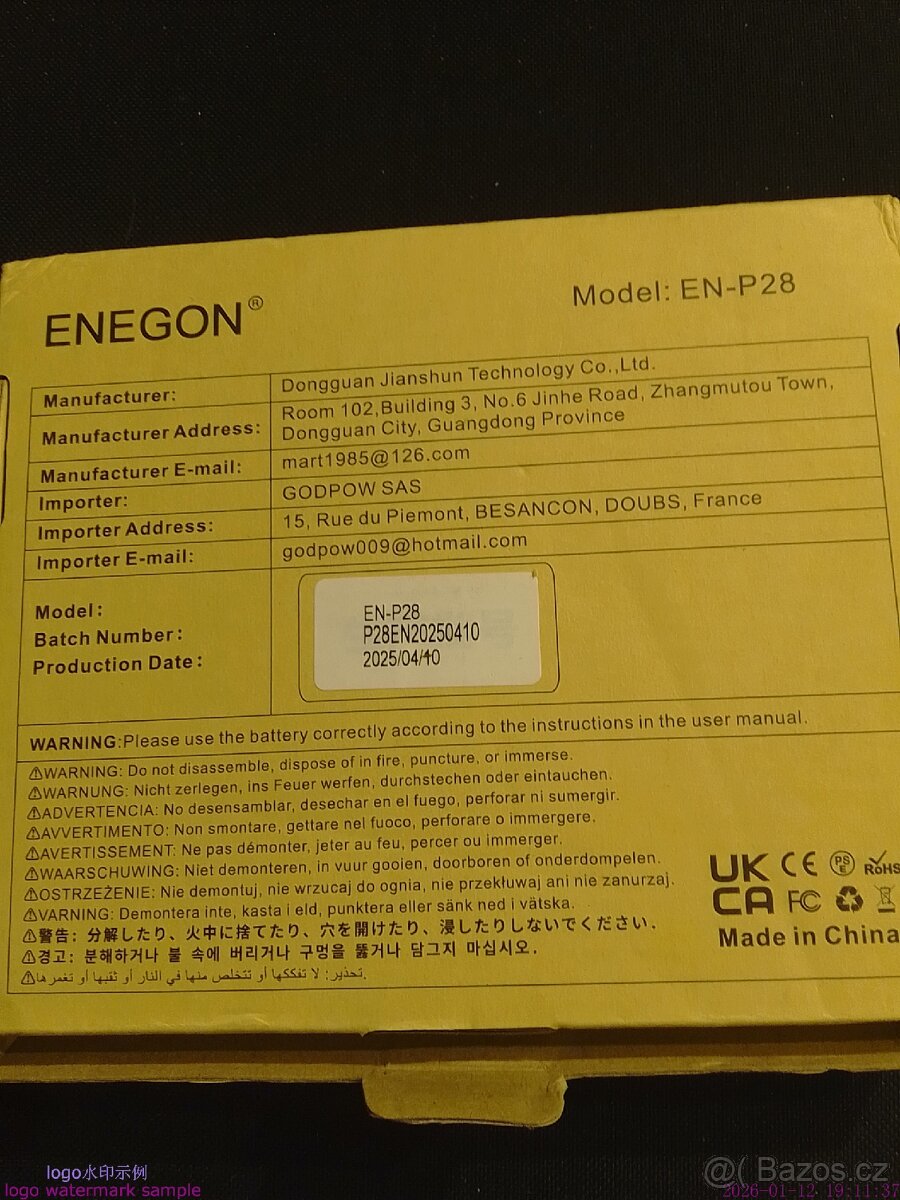 ENEGON®
Model: EN-P28
Manufacturer:
Dongguan Jianshun Technology Co.,Ltd.
Manufacturer Address:
Room 102,Building 3, No.6 Jinhe Road, Zhangmutou Town,
Dongguan City, Guangdong Province
Manufacturer E-mail:
mart1985@126.com
Importer:
GODPOW SAS
Importer Address:
15, Rue du Piemont, BESANCON, DOUBS, France
Importer E-mail:
godpow009@hotmail.com
Model:
EN-P28
Batch Number:
P28EN20250410
Production Date:
2025/04/10
WARNING:Please use the battery correctly according to the instructions in the user manual.
⚠WARNING: Do not disassemble, dispose of in fire, puncture, or immerse.
⚠WARNUNG: Nicht zerlegen, ins Feuer werfen, durchstechen oder eintauchen.
⚠ADVERTENCIA: No desensamblar, desechar en el fuego, perforar ni sumergir.
⚠AVVERTIMENTO: Non smontare, gettare nel fuoco, perforare o immergere.
⚠AVERTISSEMENT: Ne pas démonter, jeter au feu, percer ou immerger.
⚠WAARSCHUWING: Niet demonteren, in vuur gooien, doorboren of onderdompelen.
⚠OSTRZEŻENIE: Nie demontuj, nie wrzucaj do ognia, nie przekłuwaj ani nie zanurzaj.
⚠VARNING: Demontera inte, kasta i eld, punktera eller sänk ned i vätska.
⚠警告: 分解したり、火中に捨てたり、穴を開けたり、浸したりしないでください.
⚠경고: 분해하거나 불 속에 버리거나 구멍을 뚫거나 담그지 마십시오.
⚠تحذير: لا تفككها أو تتخلص منها في النار أو ثقبها أو تغمرها.
UK
CA
CE
PS
E
RoHS
FC
Made in China
logo水印示例
logo watermark sample
@( Bazos.cz
2026-01-12 19:11:37